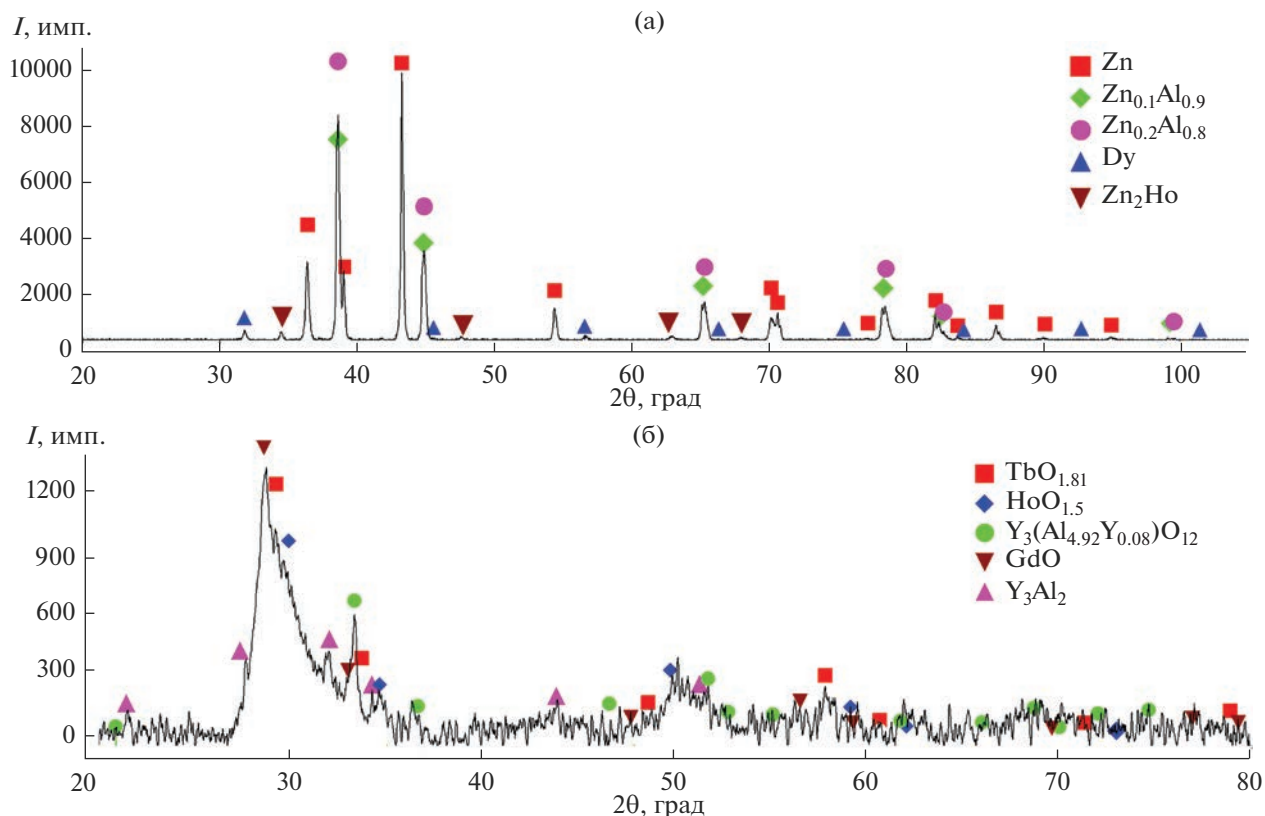 (а)
I, имп.
10000
8000
6000
4000
2000
0
20 30 40 50 60 70 80 90 100
2θ, град
Zn
Zn₀.₁Al₀.₉
Zn₀.₂Al₀.₈
Dy
Zn₂Ho
(б)
I, имп.
1200
900
600
300
0
20 30 40 50 60 70 80
2θ, град
TbO₁.₈₁
HoO₁.₅
Y₃(Al₄.₉₂Y₀.₀₈)O₁₂
GdO
Y₃Al₂